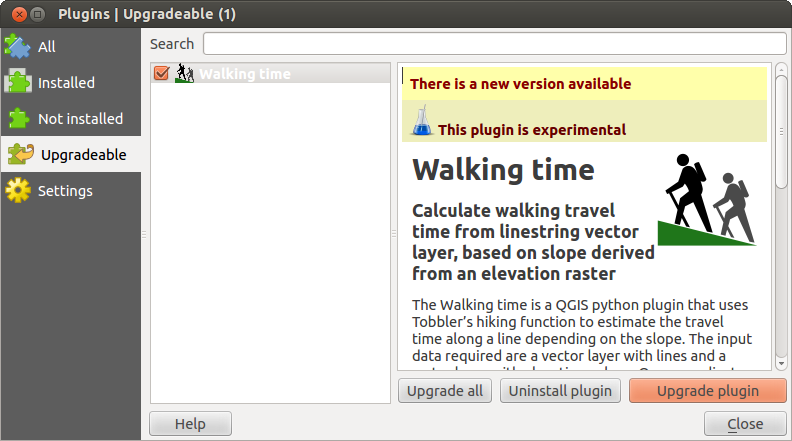 Plugins | Upgradeable (1)
All
Installed
Not installed
Upgradeable
Settings
Search
Walking time
There is a new version available
This plugin is experimental
Walking time
Calculate walking travel
time from linestring vector
layer, based on slope derived
from an elevation raster
The Walking time is a QGIS python plugin that uses
Tobbler’s hiking function to estimate the travel
time along a line depending on the slope. The input
data required are a vector layer with lines and a
Upgrade all
Uninstall plugin
Upgrade plugin
Help
Close